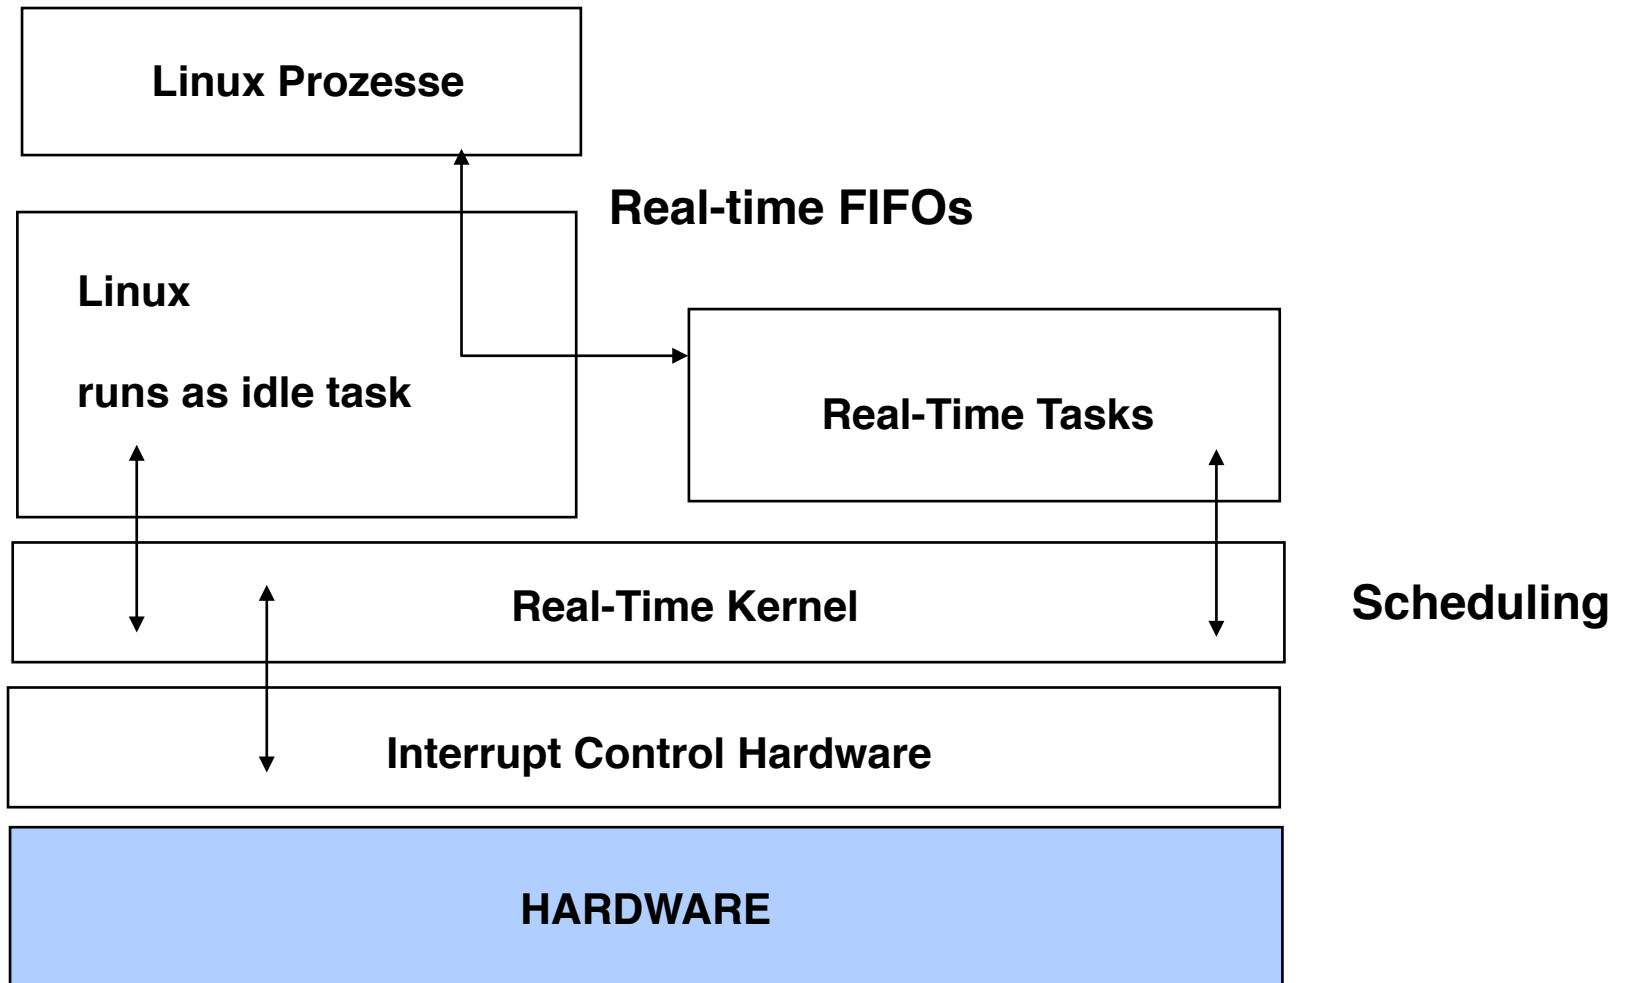 Linux Prozesse
Real-time FIFOs
Linux
runs as idle task
Real-Time Tasks
Real-Time Kernel
Scheduling
Interrupt Control Hardware
HARDWARE